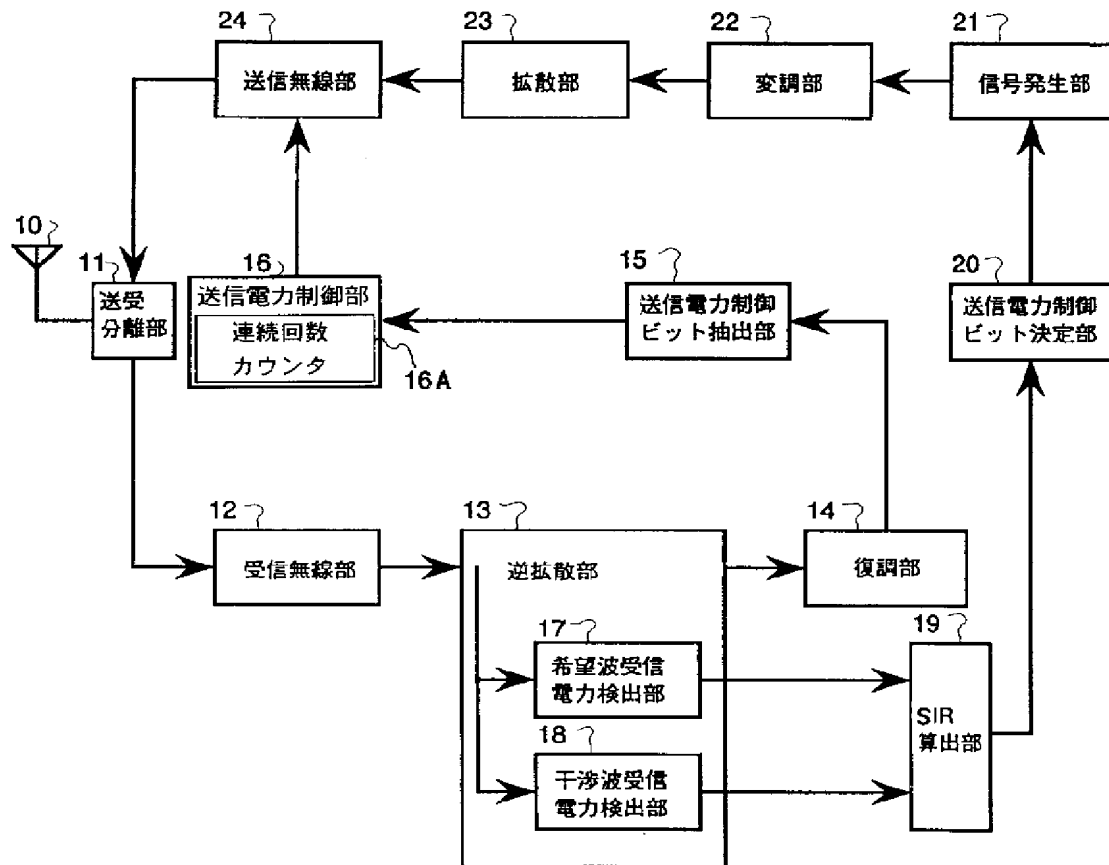 24
送信無線部
23
拡散部
22
変調部
21
信号発生部
10
11
送受
分離部
16
送信電力制御部
連続回数
カウンタ
16A
15
送信電力制御
ビット抽出部
20
送信電力制御
ビット決定部
12
受信無線部
13
逆拡散部
14
復調部
17
希望波受信
電力検出部
18
干渉波受信
電力検出部
19
SIR
算出部